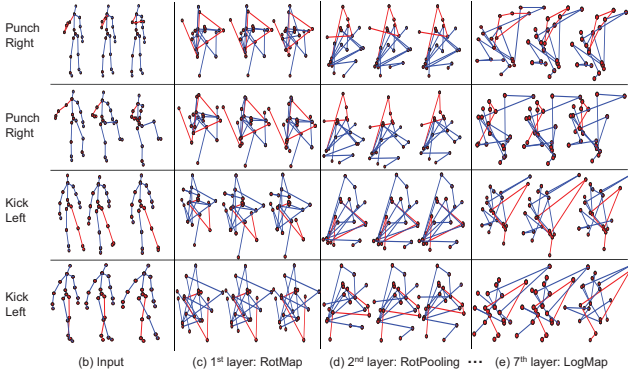 Punch
Right
Punch
Right
Kick
Left
Kick
Left
(b) Input (c) 1st layer: RotMap (d) 2nd layer: RotPooling ••• (e) 7th layer: LogMap